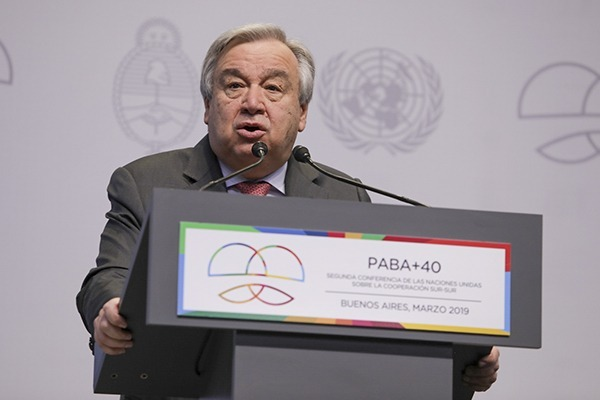 PABA+40
SEGUNDA CONFERENCIA DE LAS NACIONES UNIDAS
SOBRE LA COOPERACIÓN SUR-SUR
BUENOS AIRES, MARZO 2019